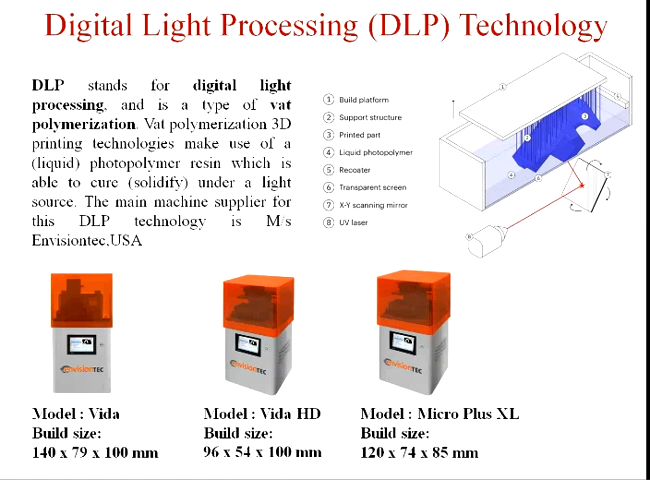 Digital Light Processing (DLP) Technology
DLP stands for digital light
processing, and is a type of vat
polymerization. Vat polymerization 3D
printing technologies make use of a
(liquid) photopolymer resin which is
able to cure (solidify) under a light
source. The main machine supplier for
this DLP technology is M/s
Envisiontec,USA
1 Build platform
2 Support structure
3 Printed part
4 Liquid photopolymer
5 Recoater
6 Transparent screen
7 X-Y scanning mirror
8 UV laser
envisionTEC
envisionTEC
envisionTEC
Model : Vida
Build size:
140 x 79 x 100 mm
Model : Vida HD
Build size:
96 x 54 x 100 mm
Model : Micro Plus XL
Build size:
120 x 74 x 85 mm